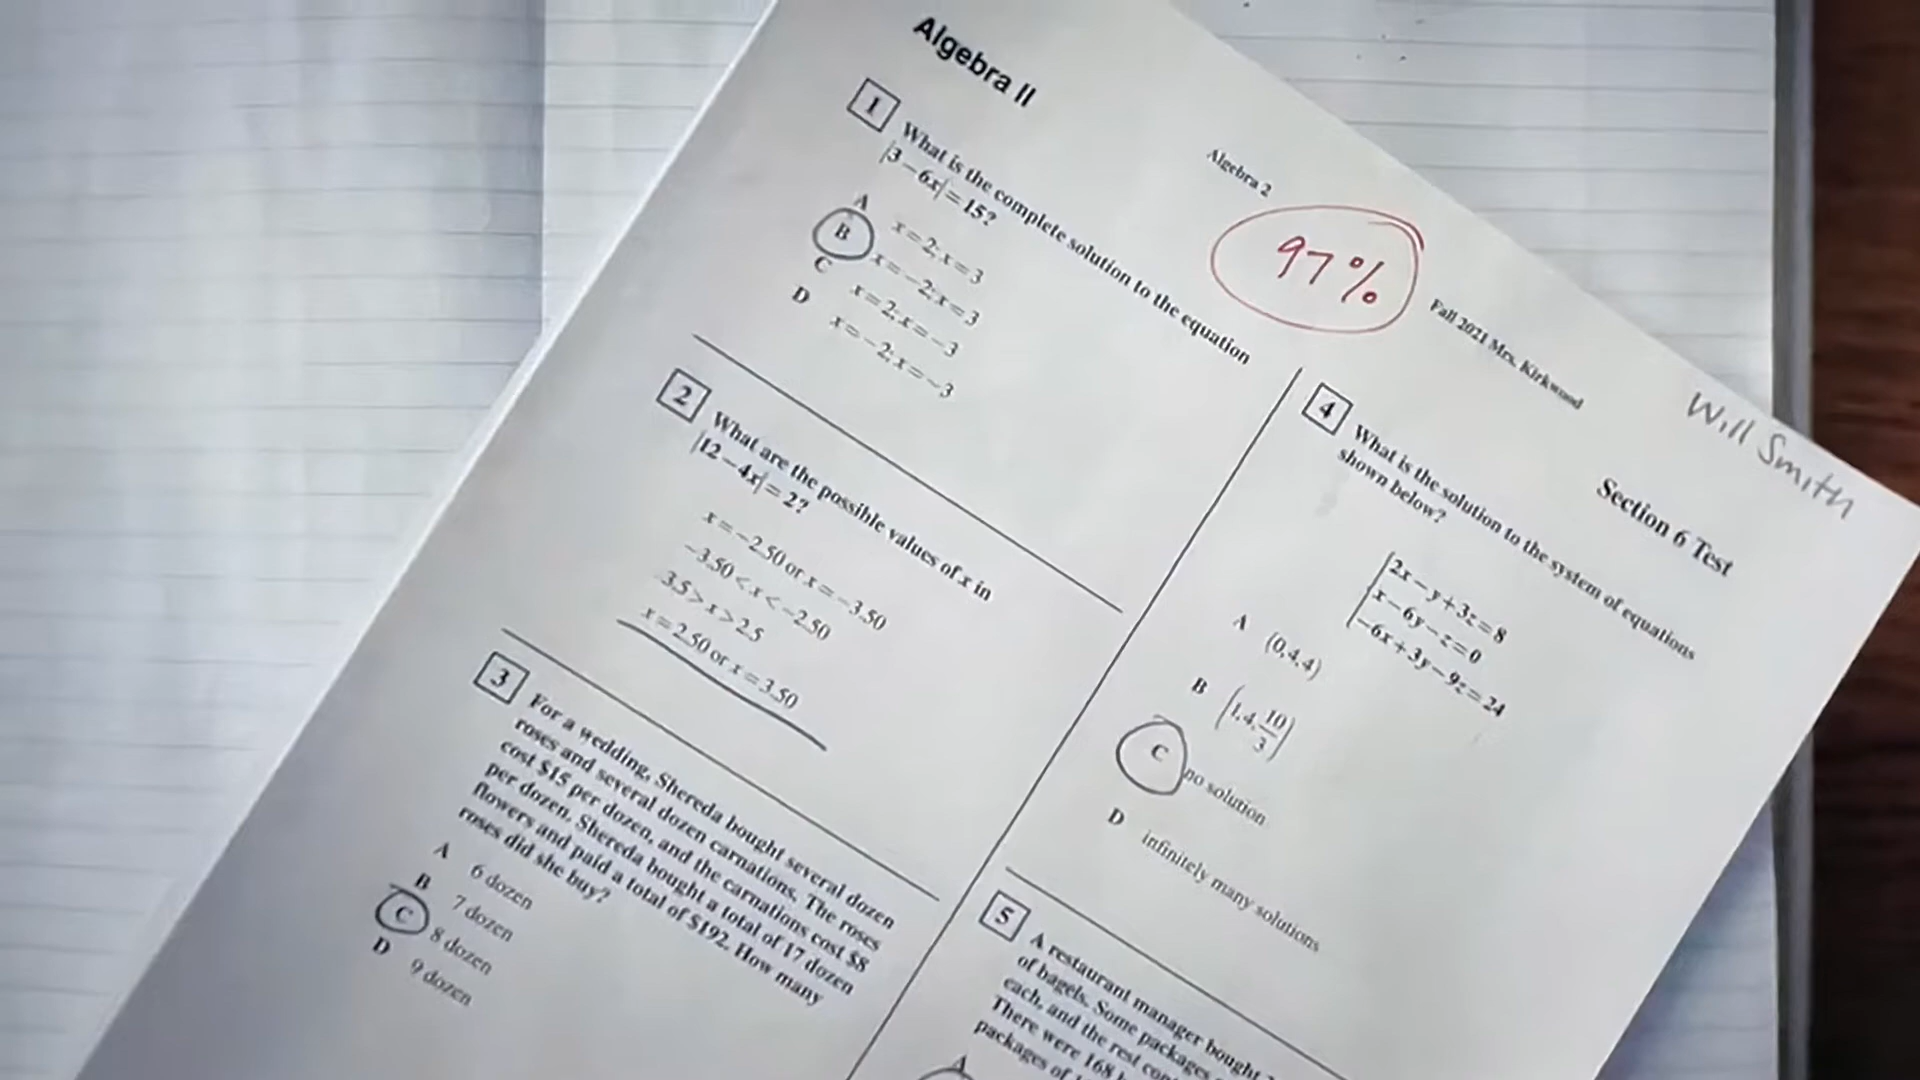 Algebra II
Algebra 2
97%
Fall 2021 Mrs. Kirkwood
Will Smith
Section 6 Test
1
What is the complete solution to the equation
|3 – 6x| = 15?
A x = 2; x = 3
B x = –2; x = 3
C x = 2; x = –3
D x = –2; x = –3
2
What are the possible values of x in
|12 – 4x| = 2?
x = –2.50 or x = –3.50
–3.50 < x < –2.50
3.5 > x > 2.5
x = 2.50 or x = 3.50
3
For a wedding, Shereda bought several dozen
roses and several dozen carnations. The roses
cost $15 per dozen, and the carnations cost $8
per dozen. Shereda bought a total of 17 dozen
flowers and paid a total of $192. How many
roses did she buy?
A 6 dozen
B 7 dozen
C 8 dozen
D 9 dozen
4
What is the solution to the system of equations
shown below?
2x – y + 3z = 8
x – 6y – z = 0
–6x + 3y – 9z = 24
A (0,4,4)
B (1,4,10/3)
C no solution
D infinitely many solutions
5
A restaurant manager bought
of bagels. Some packages
each, and the rest
There were 168
packages of
A